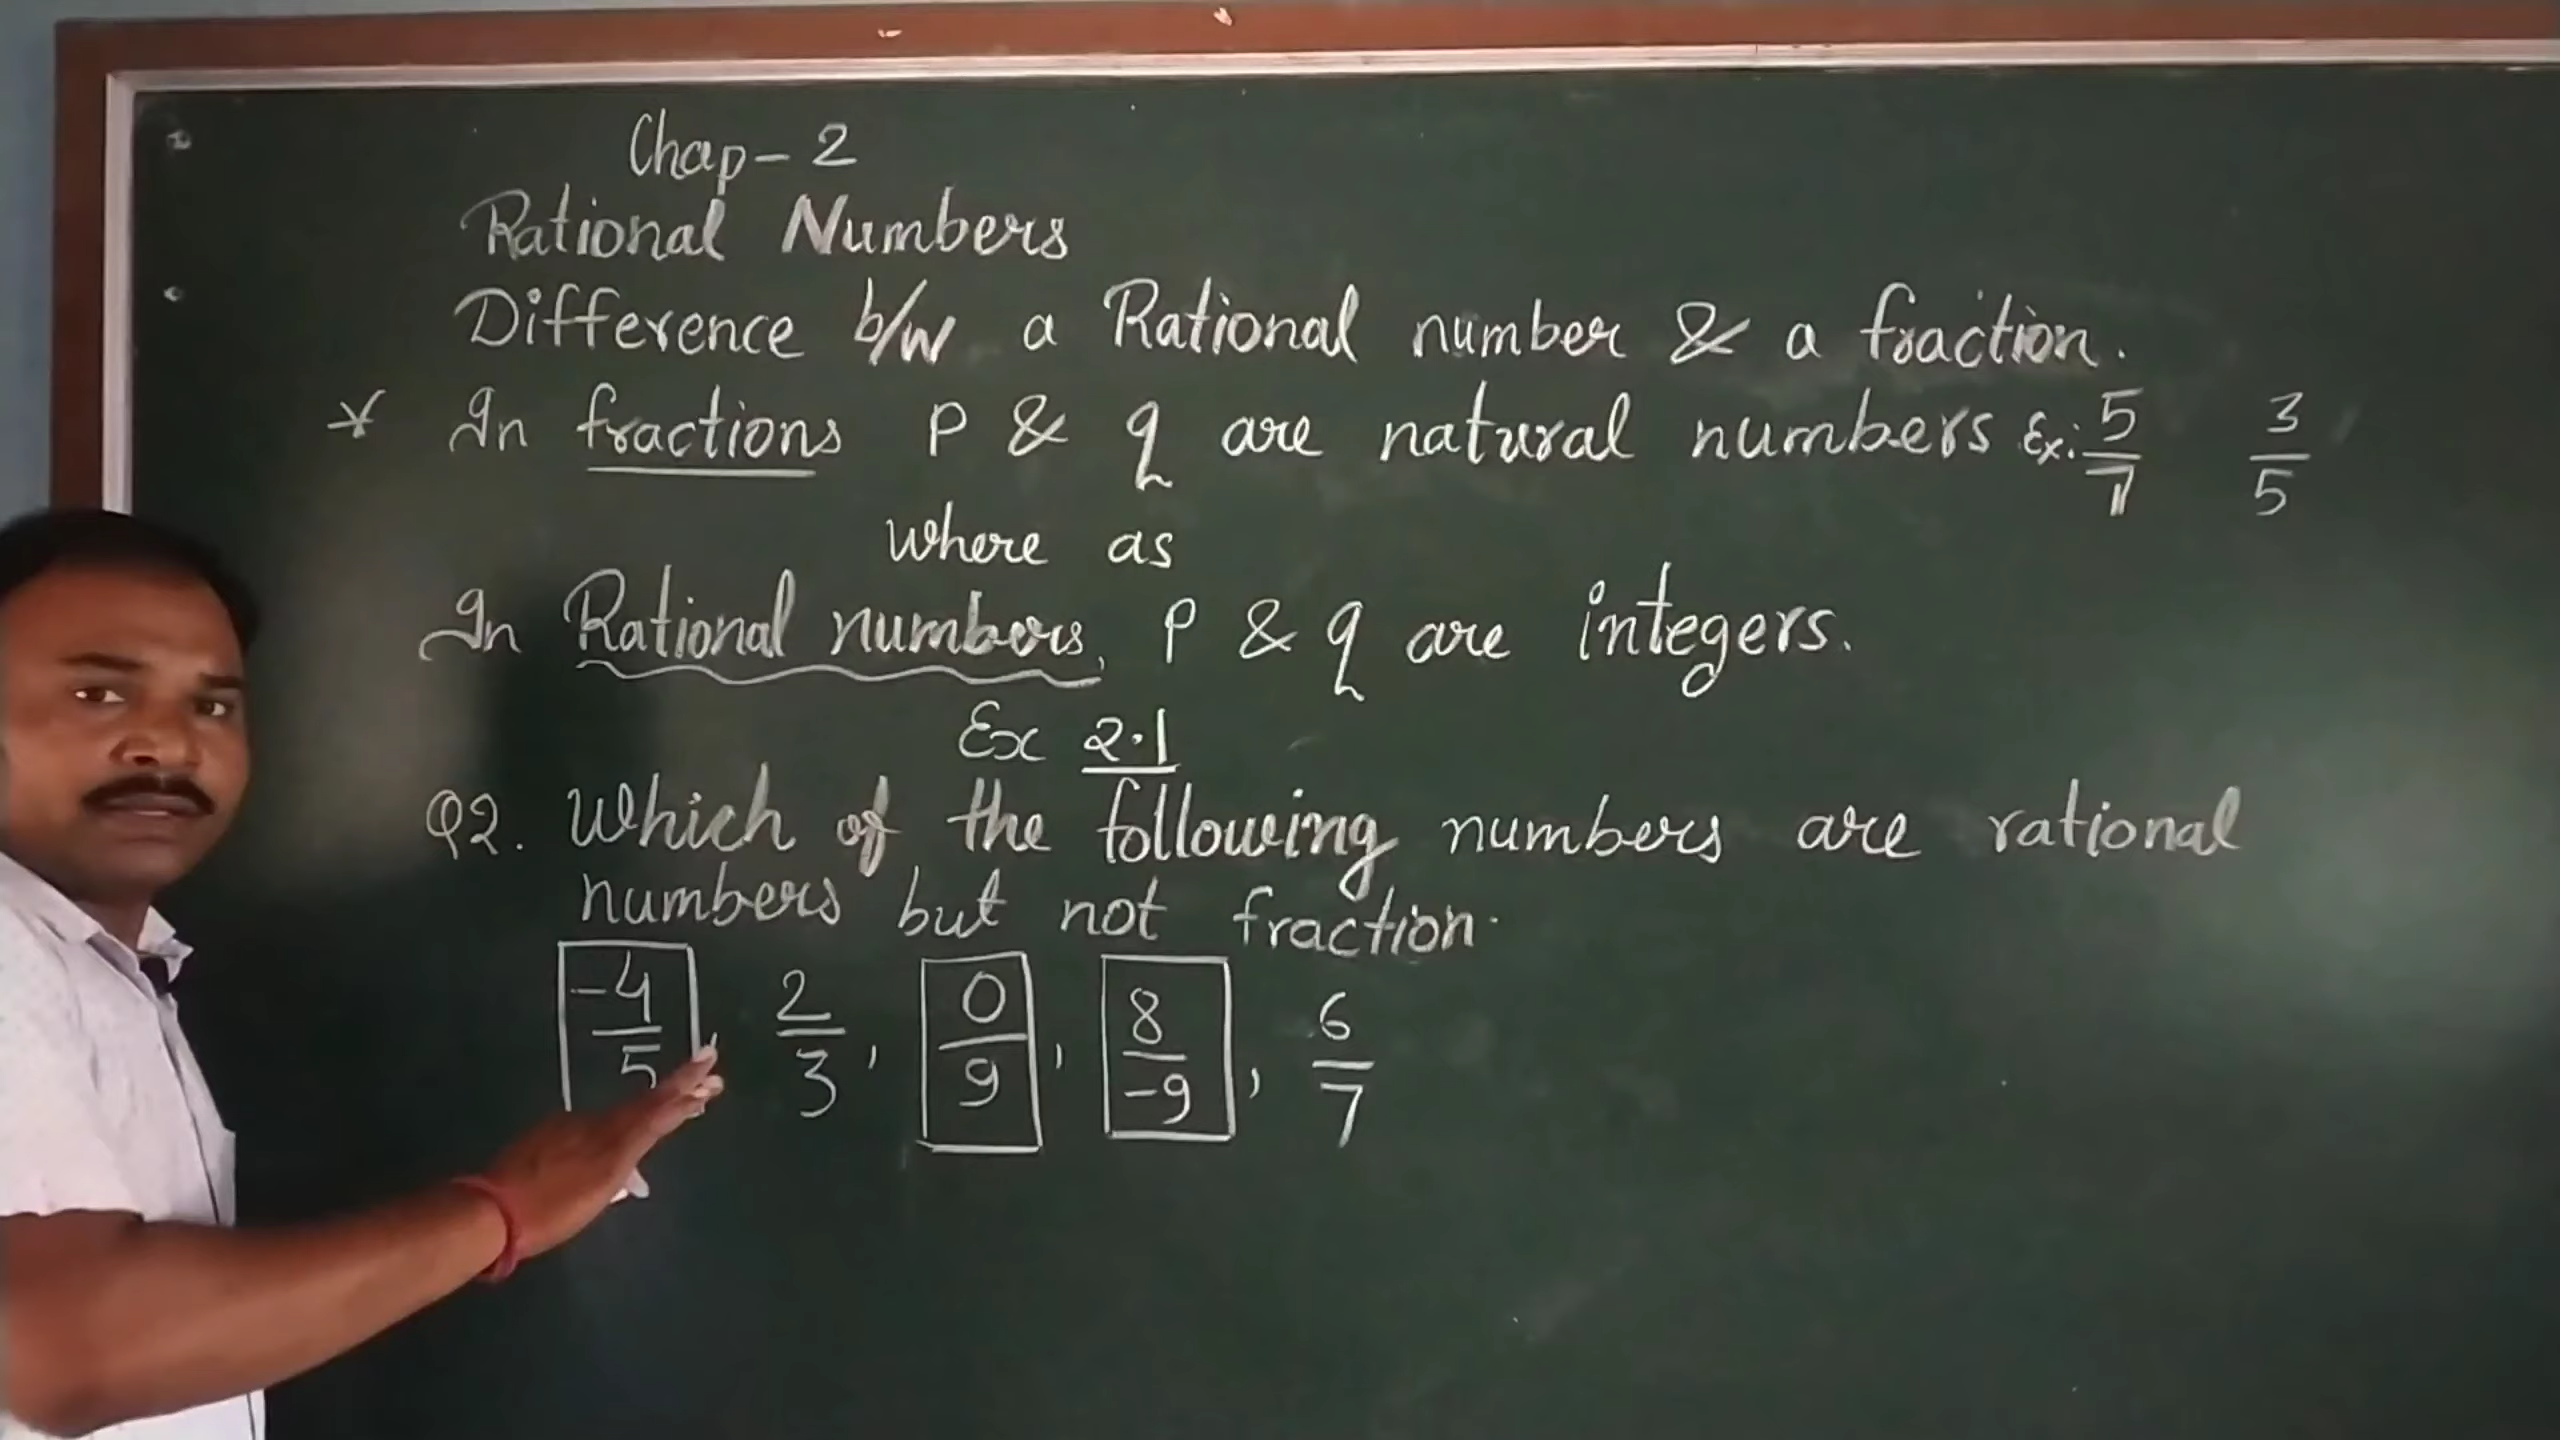 Chap- 2
Rational Numbers
Difference b/w a Rational number & a fraction.
* In fractions P & q are natural numbers Ex: 5/7 3/5
where as
In Rational numbers, P & q are integers.
Ex 2.1
Q2. Which of the following numbers are rational
numbers but not fraction.
-4/5, 2/3, 0/9, 8/-9, 6/7